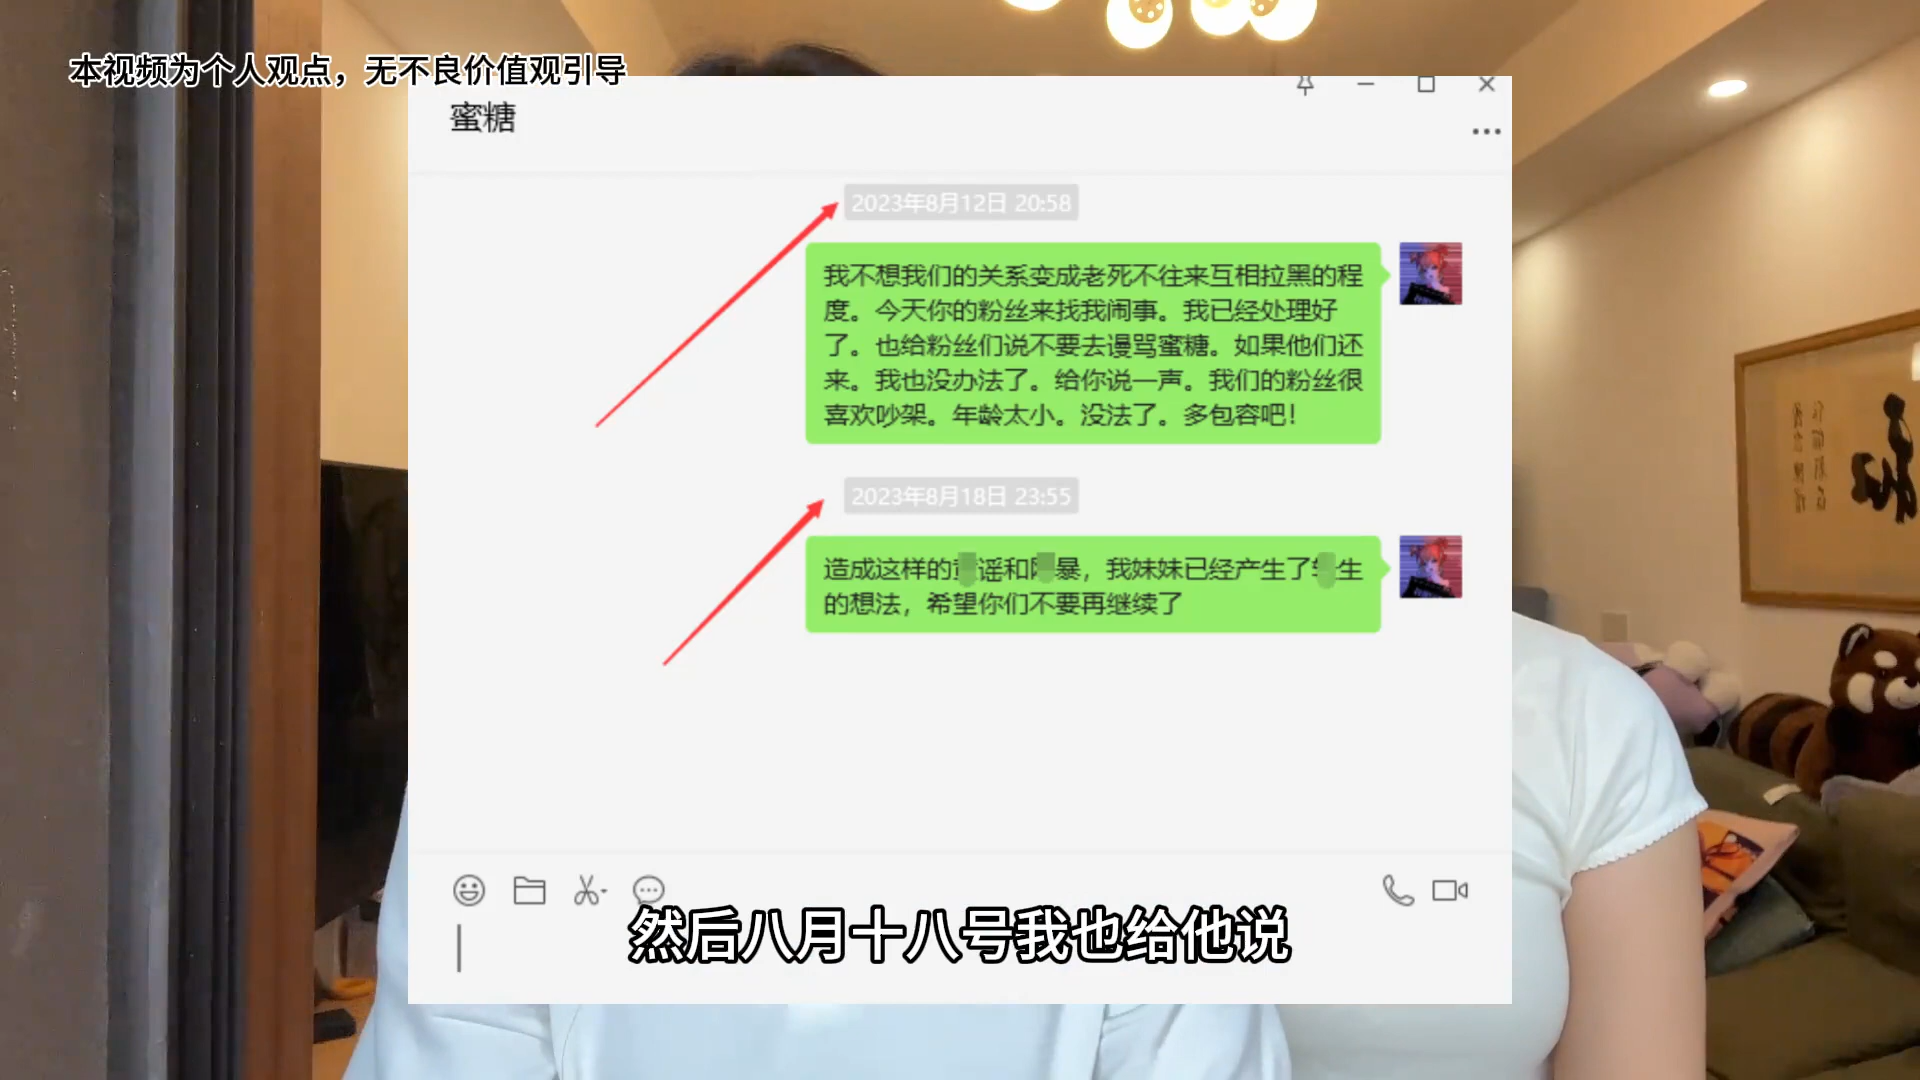 本视频为个人观点，无不良价值观引导
蜜糖
2023年8月12日 20:58
我不想我们的关系变成老死不往来互相拉黑的程
度。今天你的粉丝来找我闹事。我已经处理好
了。也给粉丝们说不要去谩骂蜜糖。如果他们还
来。我也没办法了。给你说一声。我们的粉丝很
喜欢吵架。年龄太小。没法了。多包容吧！
2023年8月18日 23:55
造成这样的谣和暴，我妹妹已经产生了生
的想法，希望你们不要再继续了
然后八月十八号我也给他说